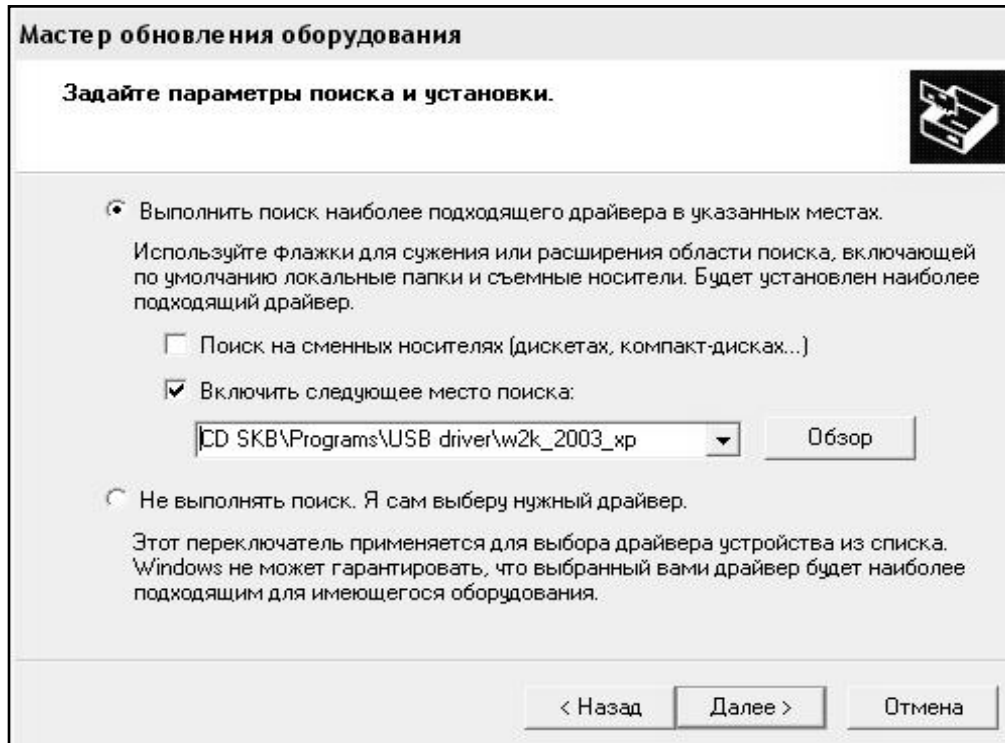 Мастер обновления оборудования
Задайте параметры поиска и установки.
Выполнить поиск наиболее подходящего драйвера в указанных местах.
Используйте флажки для сужения или расширения области поиска, включающей
по умолчанию локальные папки и съемные носители. Будет установлен наиболее
подходящий драйвер.
Поиск на сменных носителях (дискетах, компакт-дисках...)
Включить следующее место поиска:
CD SKB\Programs\USB driver\w2k_2003_xp
Обзор
Не выполнять поиск. Я сам выберу нужный драйвер.
Этот переключатель применяется для выбора драйвера устройства из списка.
Windows не может гарантировать, что выбранный вами драйвер будет наиболее
подходящим для имеющегося оборудования.
< Назад Далее > Отмена